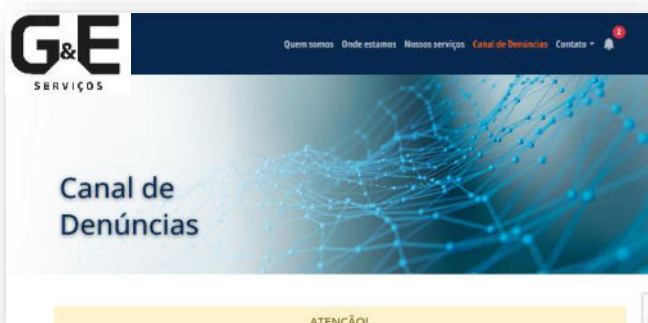 G&E
SERVIÇOS
Quem somos Onde estamos Nossos serviços Canal de Denúncias Contato 2
Canal de
Denúncias
ATENÇÃO!